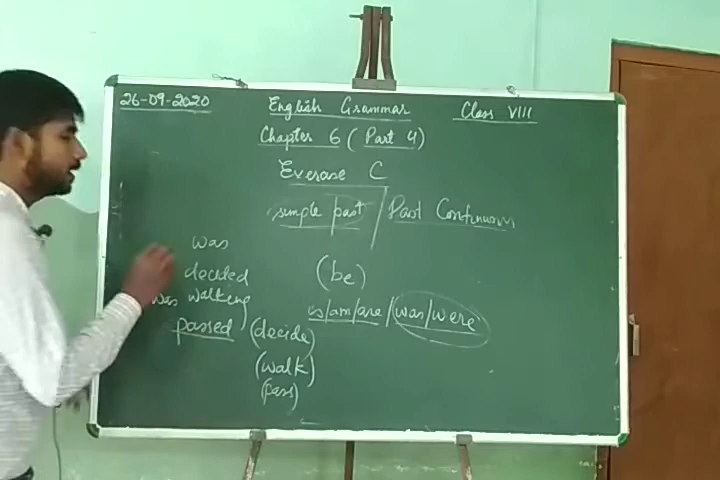 26-09-2020 English Grammar Class VIII
Chapter 6 (Part 4)
Exercise C
simple past / Past Continuous
was
decided (be)
was walking is/am/are/was/were
passed (decide)
(walk)
(pass)